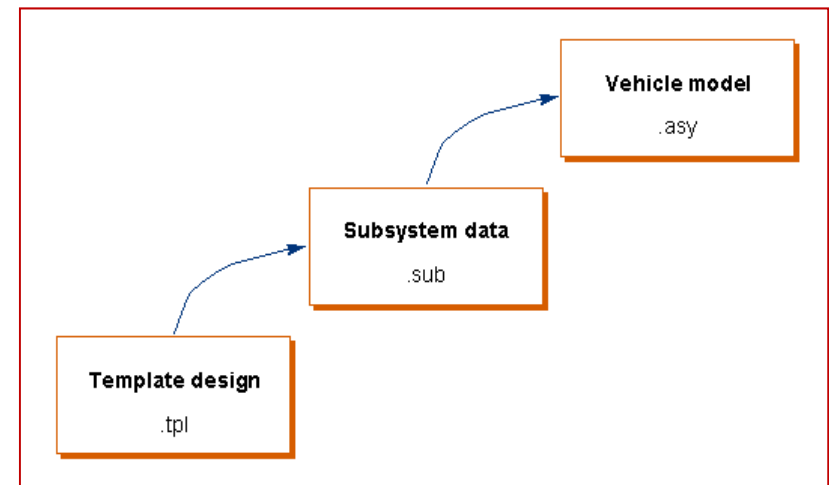 Vehicle model
.asy
Subsystem data
.sub
Template design
.tpl